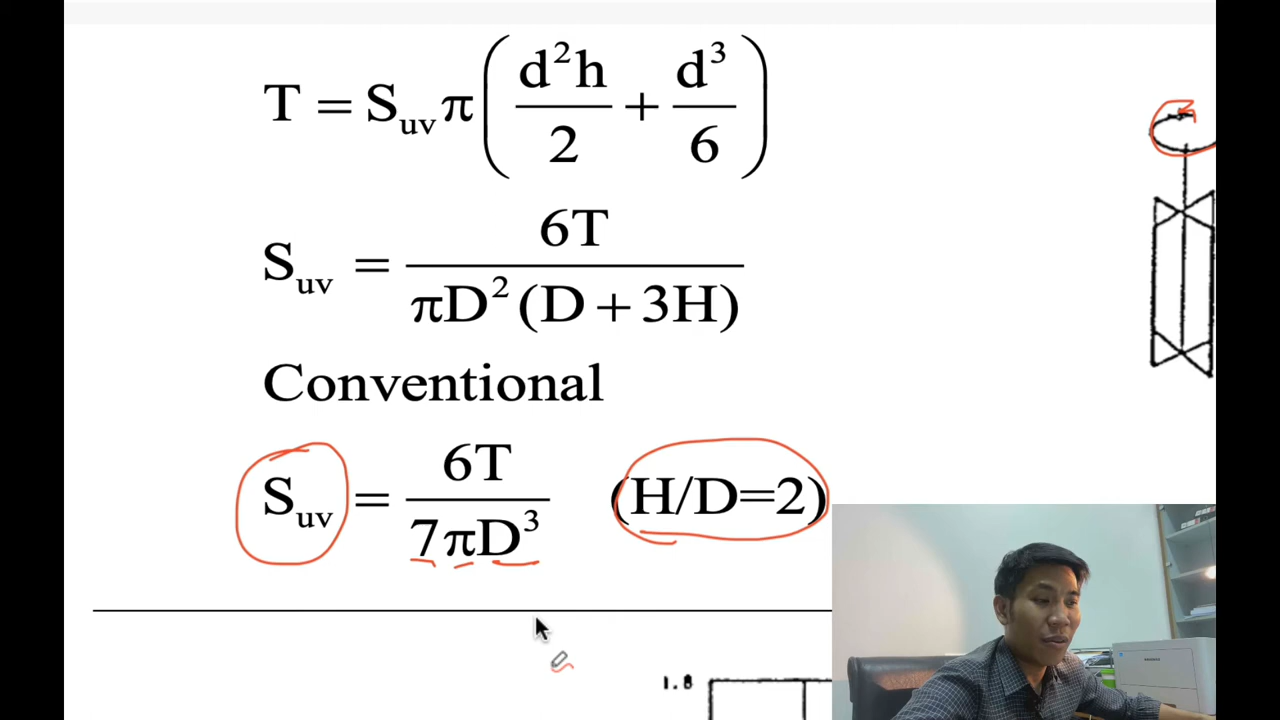 T = S_uv π ( d²h/2 + d³/6 )
S_uv = 6T / πD²(D+3H)
Conventional
S_uv = 6T / 7πD³ (H/D=2)
1.8